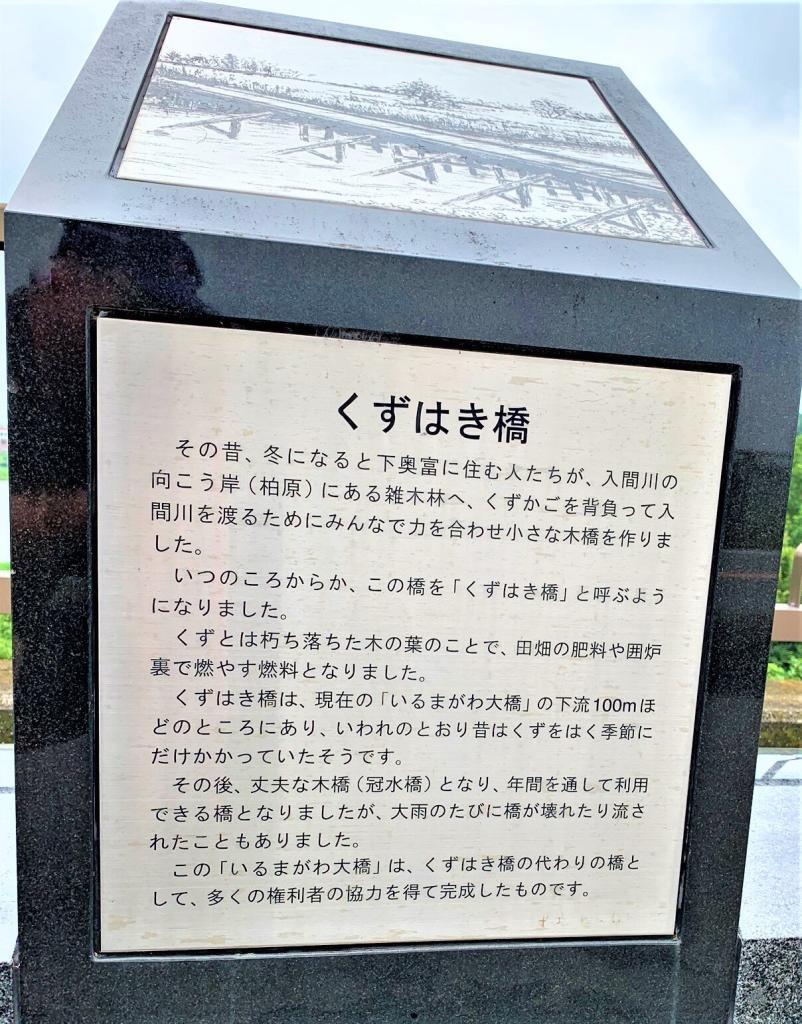 くずはき橋
その昔、冬になると下奥富に住む人たちが、入間川の
向こう岸（柏原）にある雑木林へ、くずかごを背負って入
間川を渡るためにみんなで力を合わせ小さな木橋を作りま
した。
いつのころからか、この橋を「くずはき橋」と呼ぶよう
になりました。
くずとは朽ち落ちた木の葉のことで、田畑の肥料や囲炉
裏で燃やす燃料となりました。
くずはき橋は、現在の「いるまがわ大橋」の下流100mほ
どのところにあり、いわれのとおり昔はくずをはく季節に
だけかかっていたそうです。
その後、丈夫な木橋（冠水橋）となり、年間を通して利用
できる橋となりましたが、大雨のたびに橋が壊れたり流さ
れたこともありました。
この「いるまがわ大橋」は、くずはき橋の代わりの橋と
して、多くの権利者の協力を得て完成したものです。